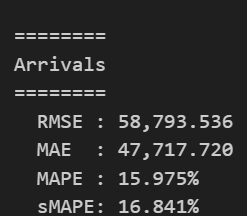 ========
Arrivals
========
RMSE : 58,793.536
MAE : 47,717.720
MAPE : 15.975%
sMAPE: 16.841%